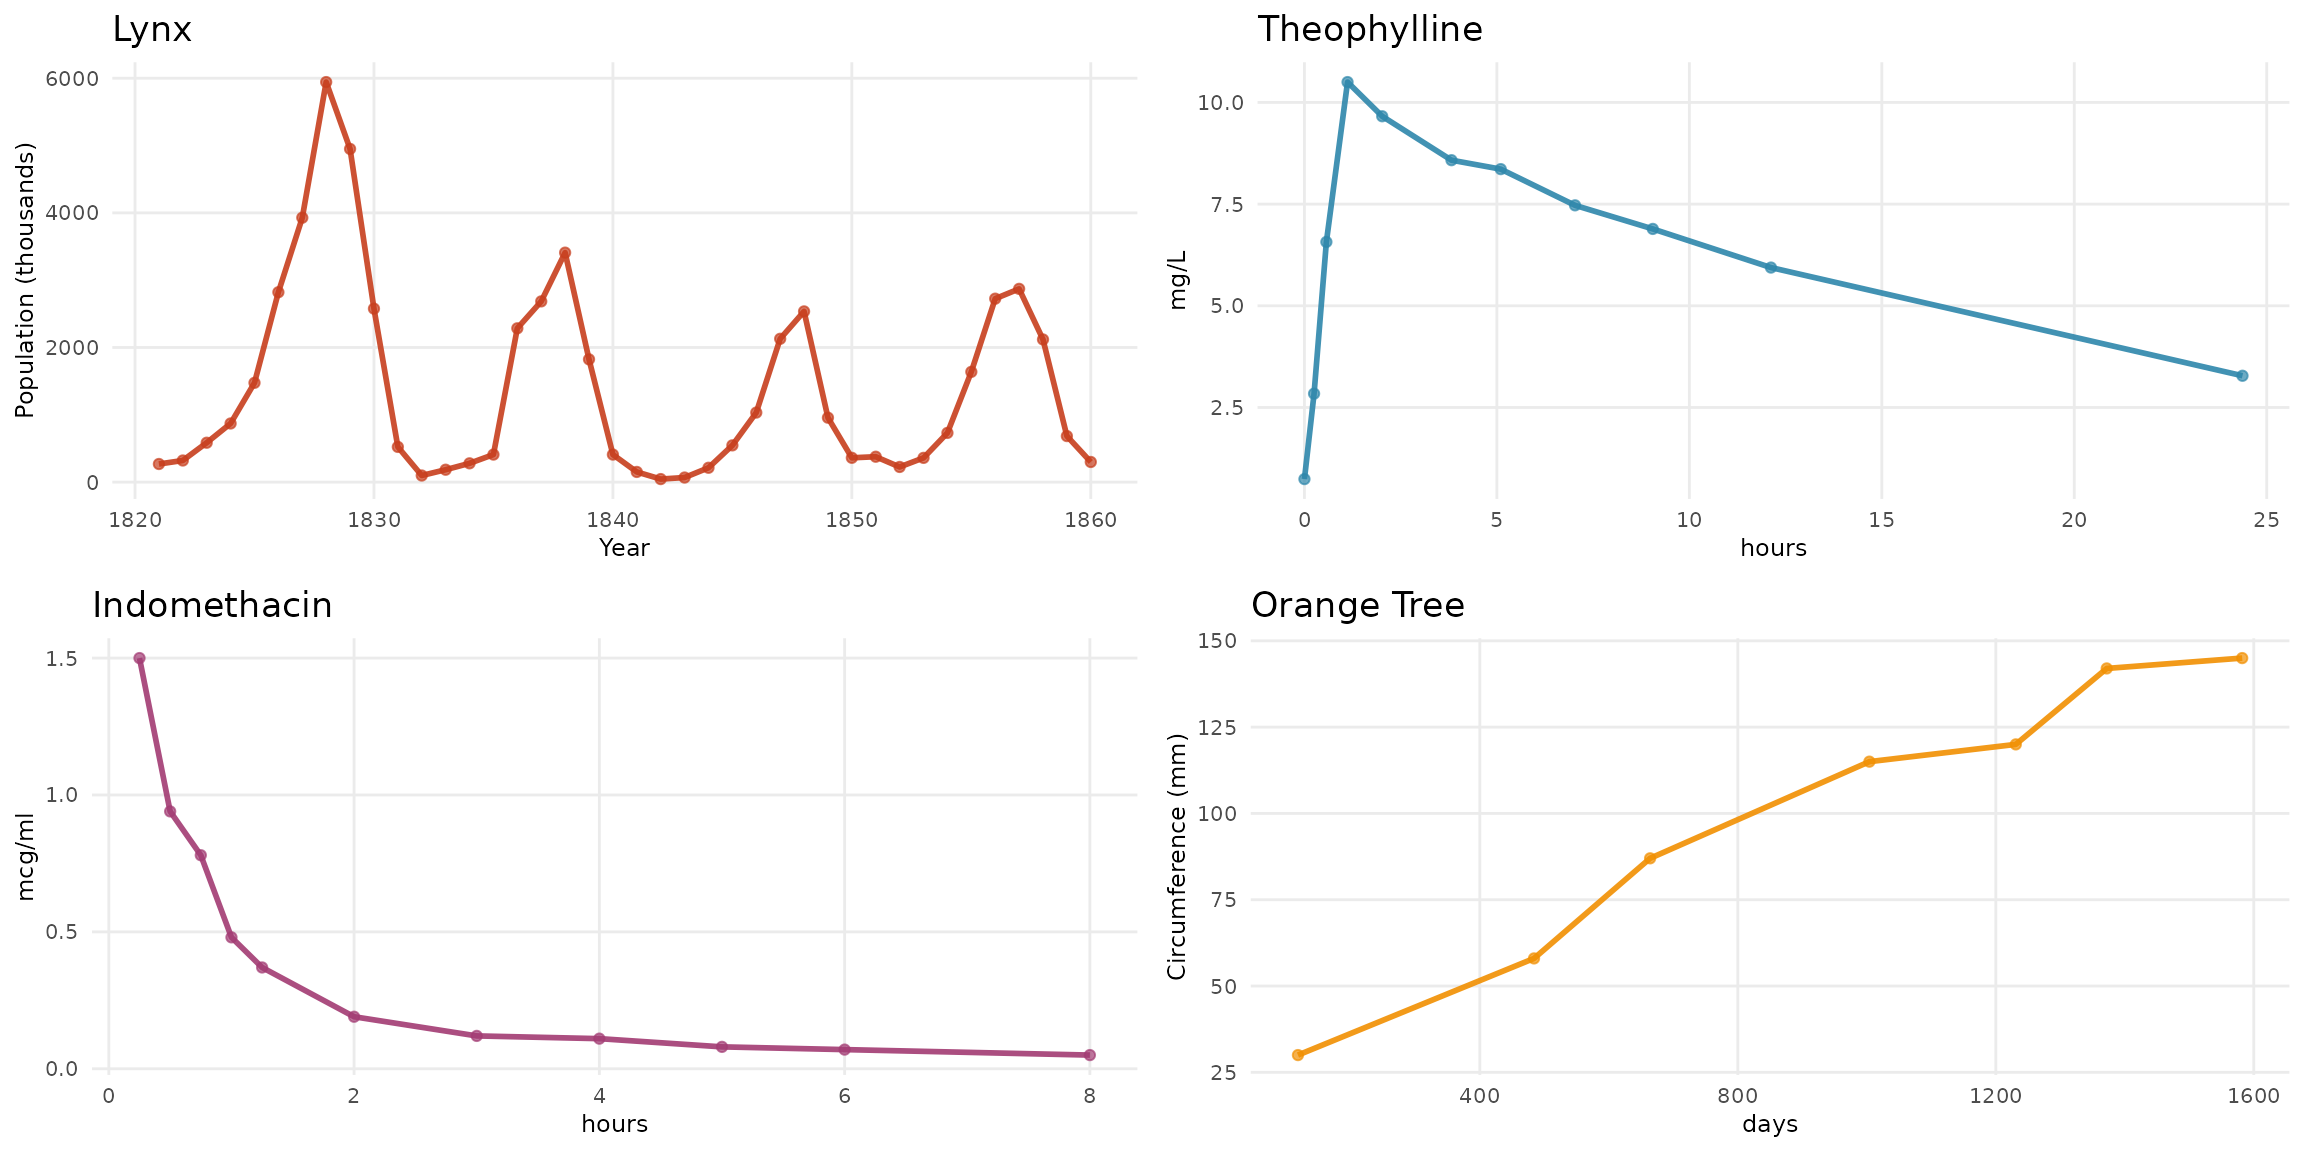 Lynx
6000
4000
2000
0
Population (thousands)
1820 1830 1840 1850 1860
Year
Theophylline
10.0
7.5
5.0
2.5
mg/L
0 5 10 15 20 25
hours
Indomethacin
1.5
1.0
0.5
0.0
mcg/ml
0 2 4 6 8
hours
Orange Tree
150
125
100
75
50
25
Circumference (mm)
400 800 1200 1600
days